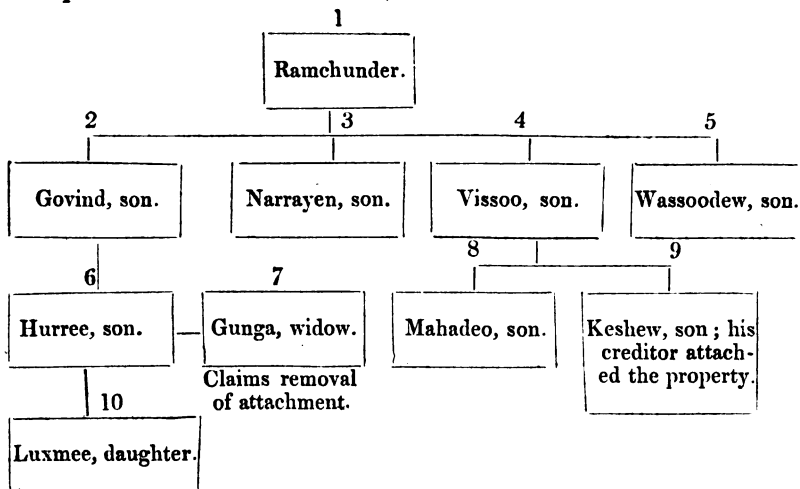 1
Ramchunder.
2 3 4 5
Govind, son. Narrayen, son. Vissoo, son. Wassoodew, son.
8 9
6 7
Hurree, son. Gunga, widow. Mahadeo, son. Keshew, son; his
creditor attach-
ed the property.
Claims removal
of attachment.
10
Luxmee, daughter.